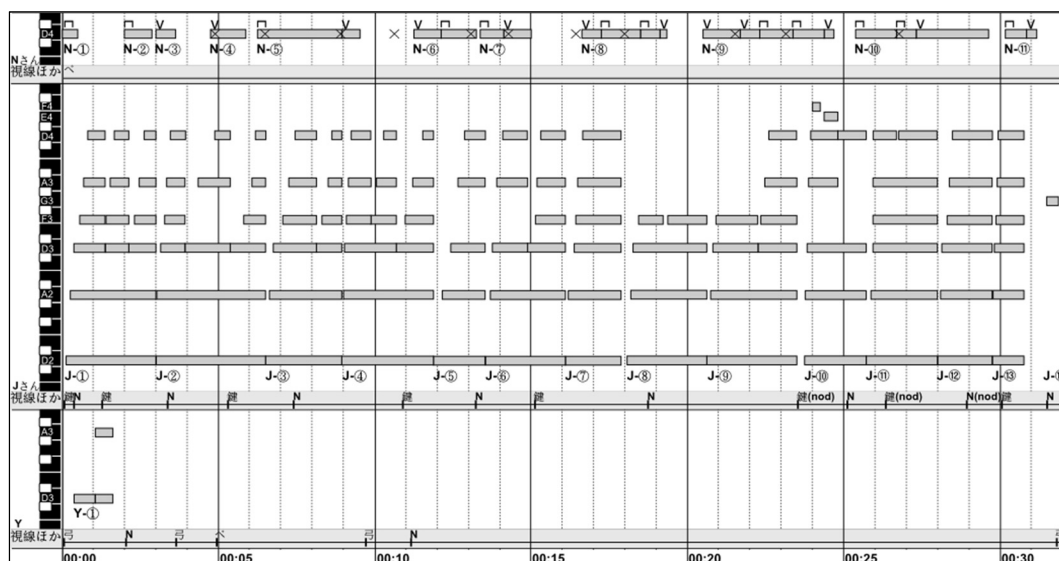 D4
N-① N-② N-③ N-④ N-⑤ N-⑥ N-⑦ N-⑧ N-⑨ N-⑩ N-⑪
Nさん
視線ほか ペ
F4
E4
D4
A3
G3
F3
D3
A2
D2
J-① J-② J-③ J-④ J-⑤ J-⑥ J-⑦ J-⑧ J-⑨ J-⑩ J-⑪ J-⑫ J-⑬
Jさん
視線ほか 鍵N 鍵 N 鍵 N 鍵 N 鍵 N 鍵(nod) N 鍵(nod) N(nod) 鍵 N
A3
D3
Y-①
Y
視線ほか 弓 N 弓 ペ 弓 N
00:00 00:05 00:10 00:15 00:20 00:25 00:30